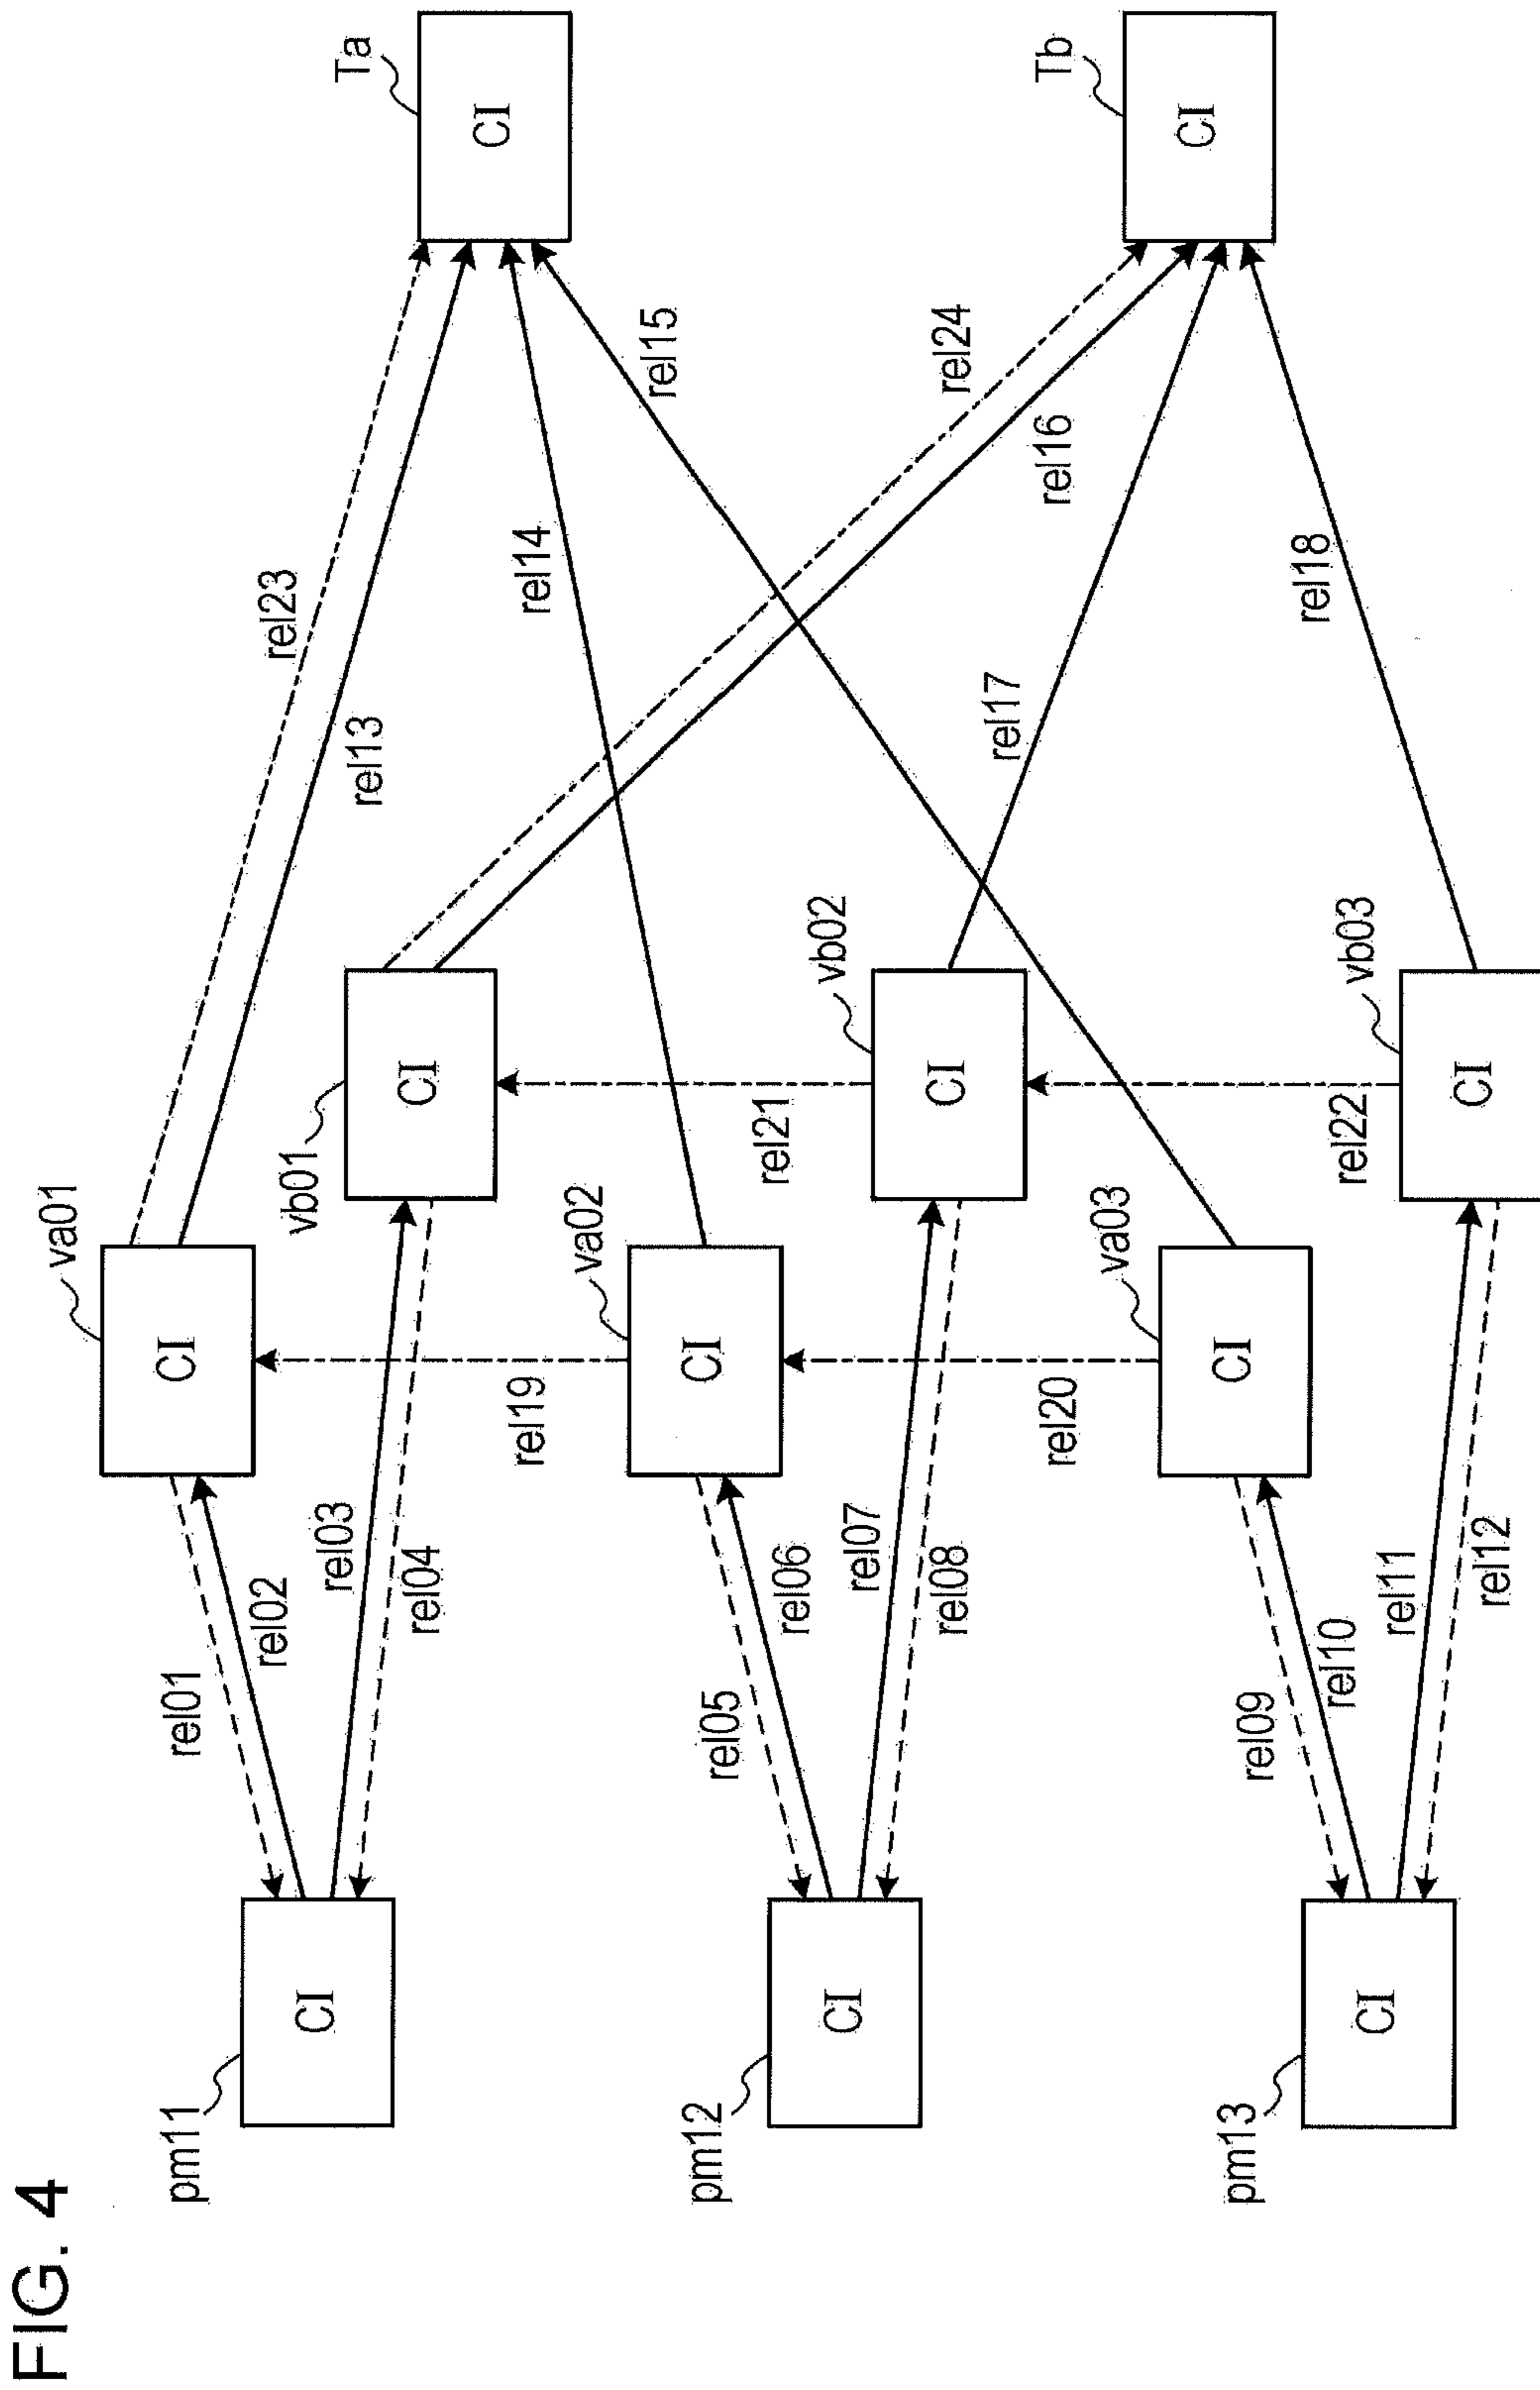 FIG. 4
pm11
CI
pm12
CI
pm13
CI
rel01
rel02
rel03
rel04
rel05
rel06
rel07
rel08
rel09
rel10
rel11
rel12
va01
CI
vb01
CI
va02
CI
vb02
CI
va03
CI
vb03
CI
rel19
rel20
rel21
rel22
rel23
rel13
rel14
rel15
rel24
rel16
rel17
rel18
Ta
CI
Tb
CI